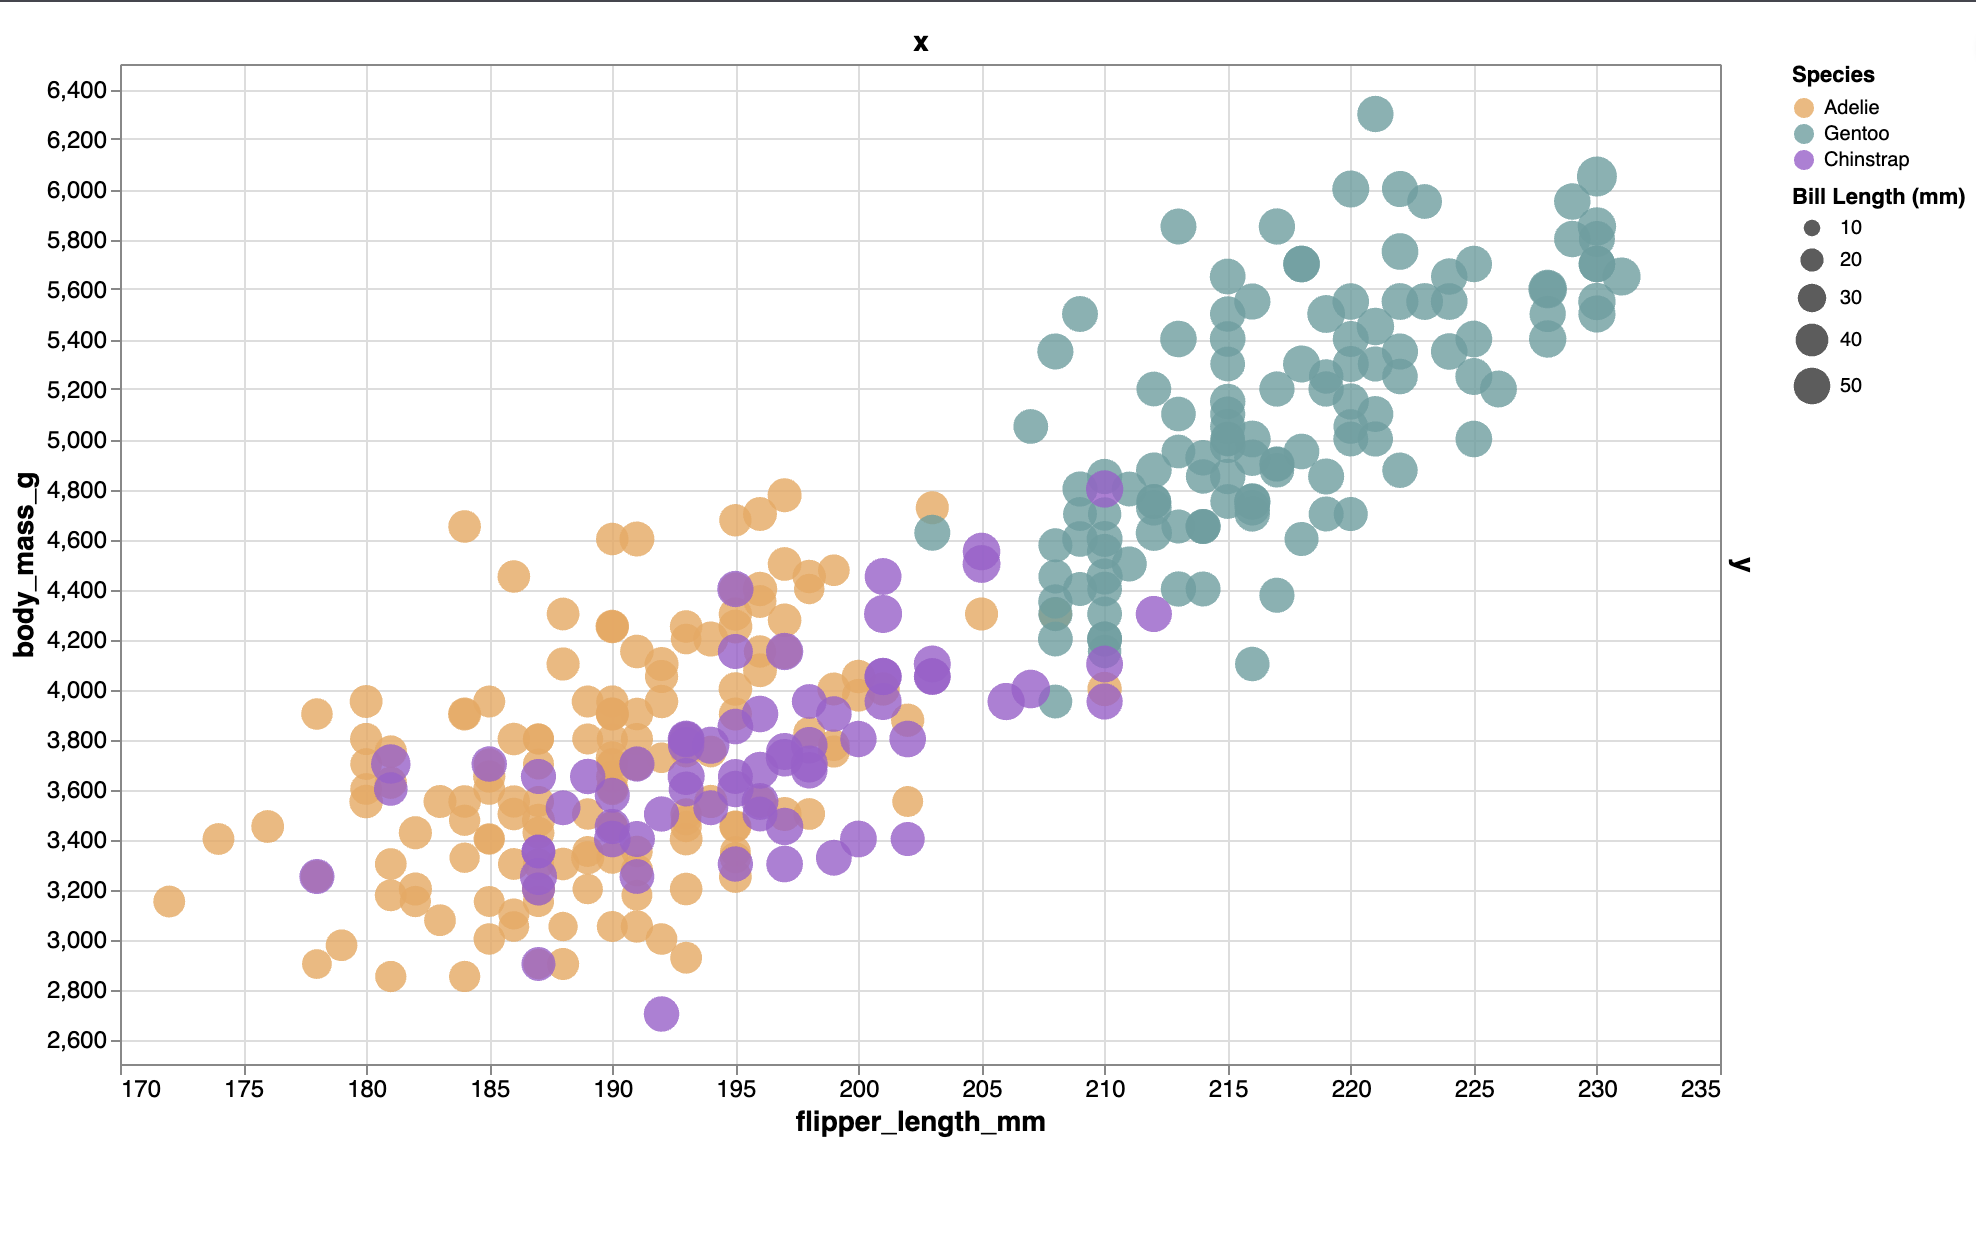 x
6,400
6,200
6,000
5,800
5,600
5,400
5,200
5,000
4,800
4,600
4,400
4,200
4,000
3,800
3,600
3,400
3,200
3,000
2,800
2,600
body_mass_g
y
170 175 180 185 190 195 200 205 210 215 220 225 230 235
flipper_length_mm
Species
Adelie
Gentoo
Chinstrap
Bill Length (mm)
10
20
30
40
50